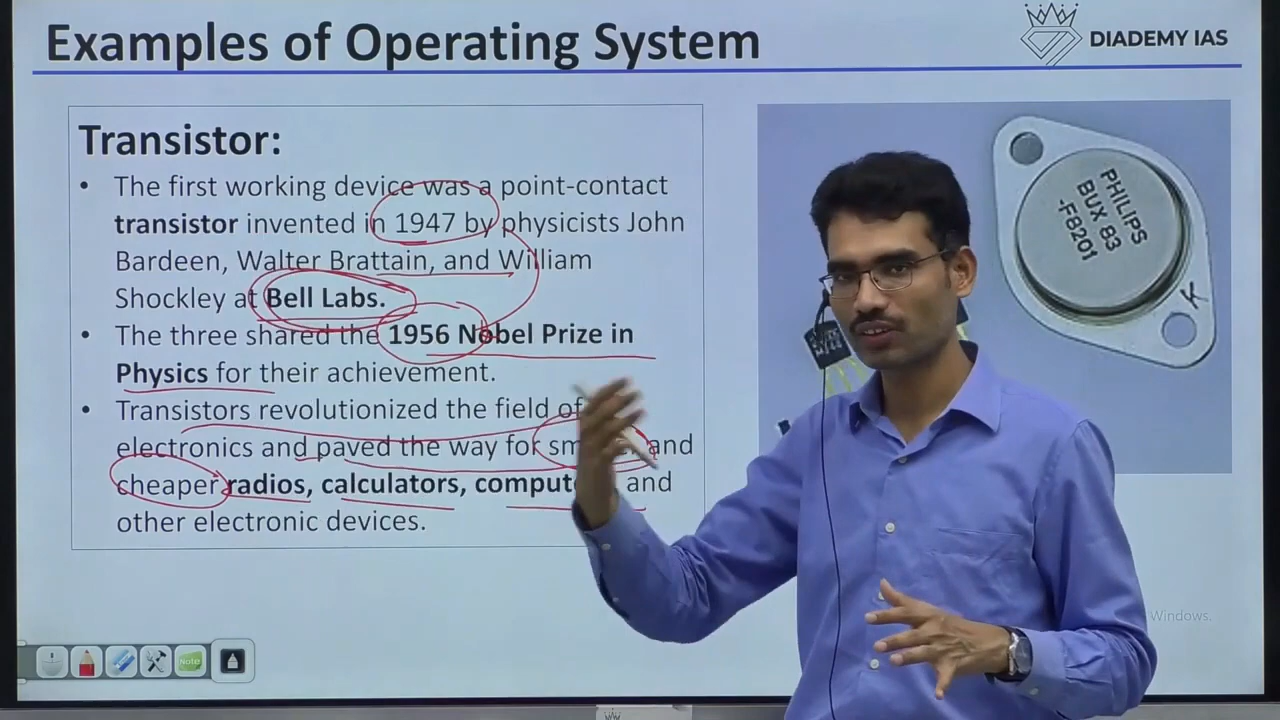 Examples of Operating System
DIADEMY IAS
Transistor:
• The first working device was a point-contact
transistor invented in 1947 by physicists John
Bardeen, Walter Brattain, and William
Shockley at Bell Labs.
• The three shared the 1956 Nobel Prize in
Physics for their achievement.
• Transistors revolutionized the field of
electronics and paved the way for and
cheaper radios, calculators, and
other electronic devices.
PHILIPS
BUX 83
-F8201
K
Windows.
Note